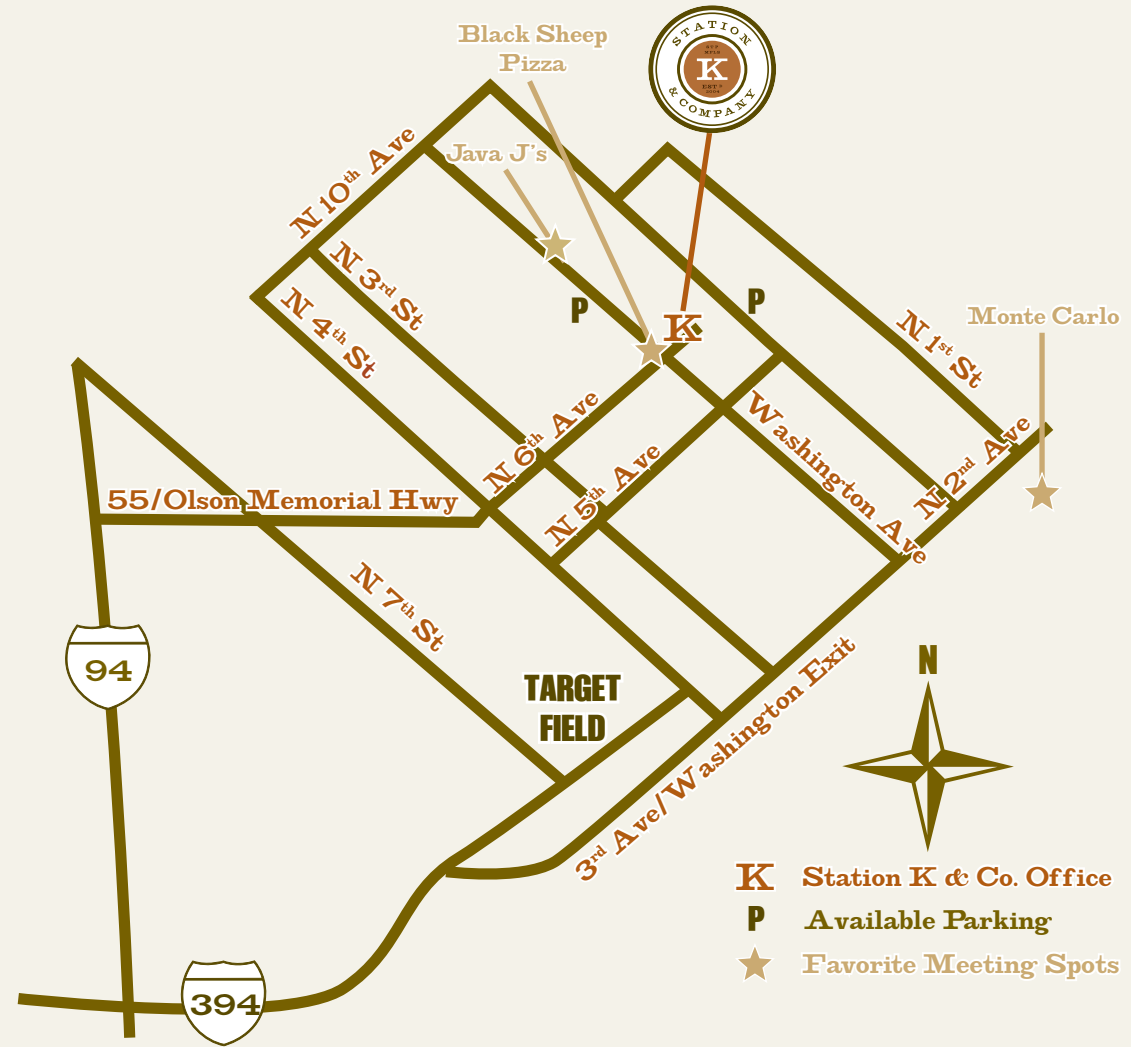 Black Sheep
Pizza
STATION
K
EST
2004
& COMPANY
Java J's
N 10th Ave
N 3rd St
N 4th St
P
P
K
Monte Carlo
N 1st St
N 6th Ave
N 5th Ave
Washington Ave
N 2nd Ave
55/Olson Memorial Hwy
N 7th St
94
TARGET
FIELD
3rd Ave/Washington Exit
N
K Station K & Co. Office
P Available Parking
Favorite Meeting Spots
394